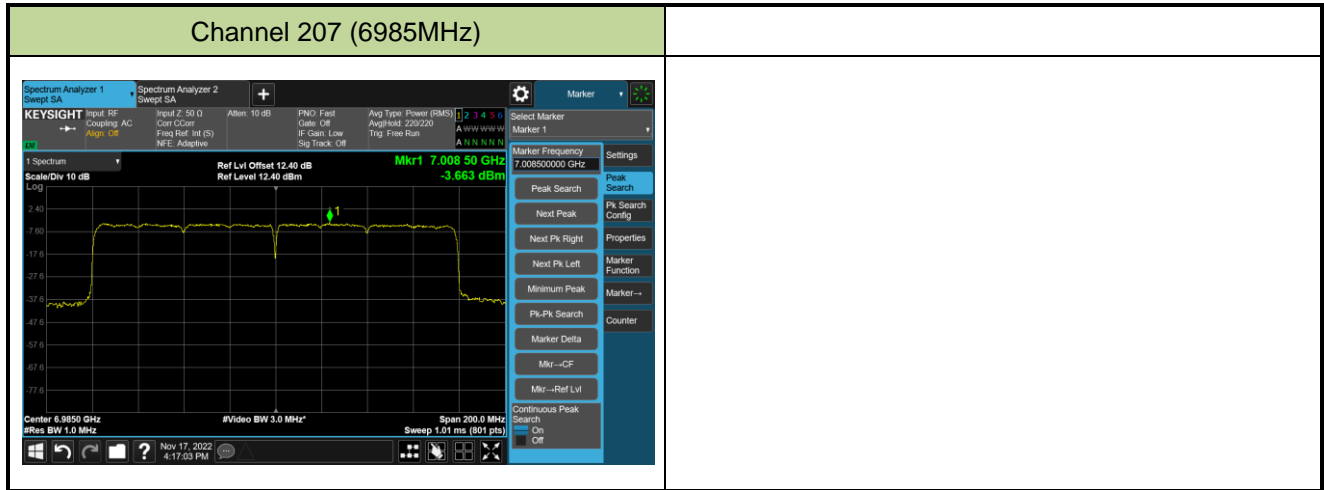 Channel 207 (6985MHz)
Spectrum Analyzer 1
Swept SA
Spectrum Analyzer 2
Swept SA
Marker
KEYSIGHT
Input: RF
Coupling: AC
Align: Off
Input Z: 50 Ω
Corr CCorr
Freq Ref: Int (S)
NFE: Adaptive
Atten: 10 dB
PNO: Fast
Gate: Off
IF Gain: Low
Sig Track: Off
Avg Type: Power (RMS)
Avg|Hold: 220/220
Trig: Free Run
1 2 3 4 5 6
A W W W W W
A N N N N N
Select Marker
Marker 1
1 Spectrum
Scale/Div 10 dB
Log
Ref Lvl Offset 12.40 dB
Ref Level 12.40 dBm
Mkr1 7.008 50 GHz
-3.663 dBm
2.40
-7.60
-17.6
-27.6
-37.6
-47.6
-57.6
-67.6
-77.6
1
Center 6.9850 GHz
#Res BW 1.0 MHz
#Video BW 3.0 MHz*
Span 200.0 MHz
Sweep 1.01 ms (801 pts)
Marker Frequency
7.008500000 GHz
Peak Search
Next Peak
Next Pk Right
Next Pk Left
Minimum Peak
Pk-Pk Search
Marker Delta
Mkr→CF
Mkr→Ref Lvl
Continuous Peak
Search
On
Off
Settings
Peak
Search
Pk Search
Config
Properties
Marker
Function
Marker→
Counter
Nov 17, 2022
4:17:03 PM